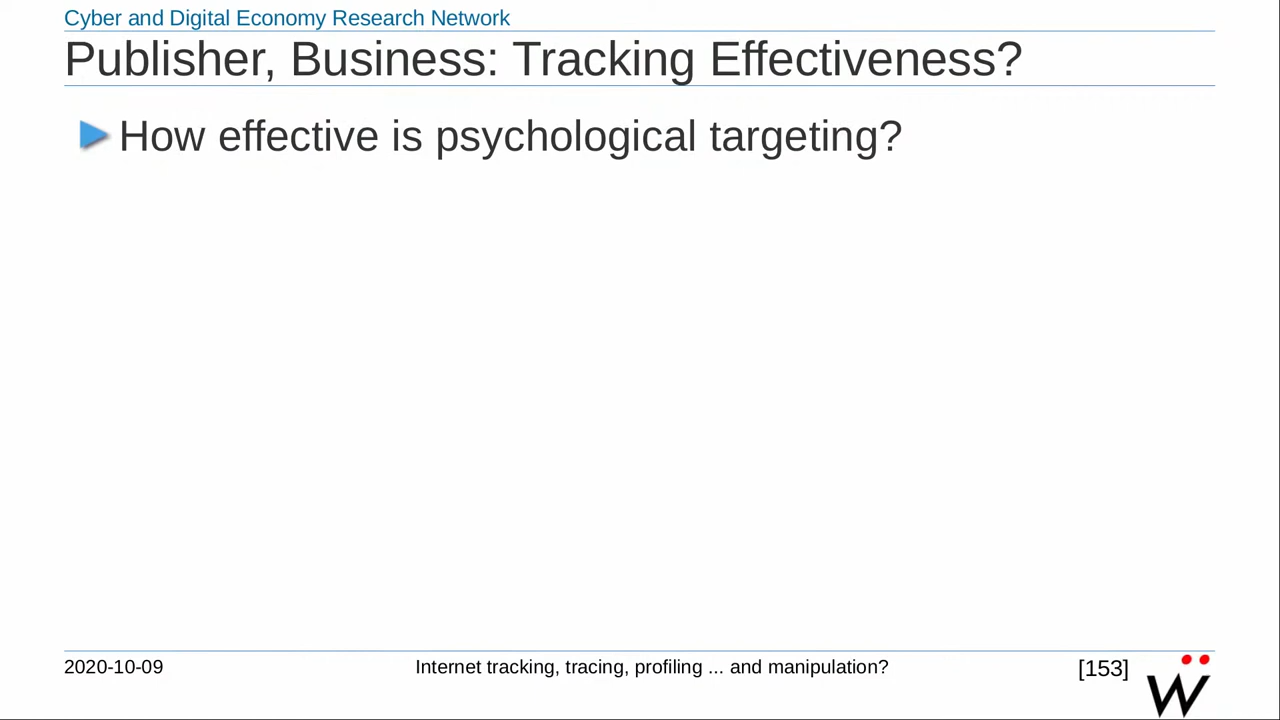 Cyber and Digital Economy Research Network
Publisher, Business: Tracking Effectiveness?
How effective is psychological targeting?
2020-10-09
Internet tracking, tracing, profiling ... and manipulation?
[153]
Ẅ